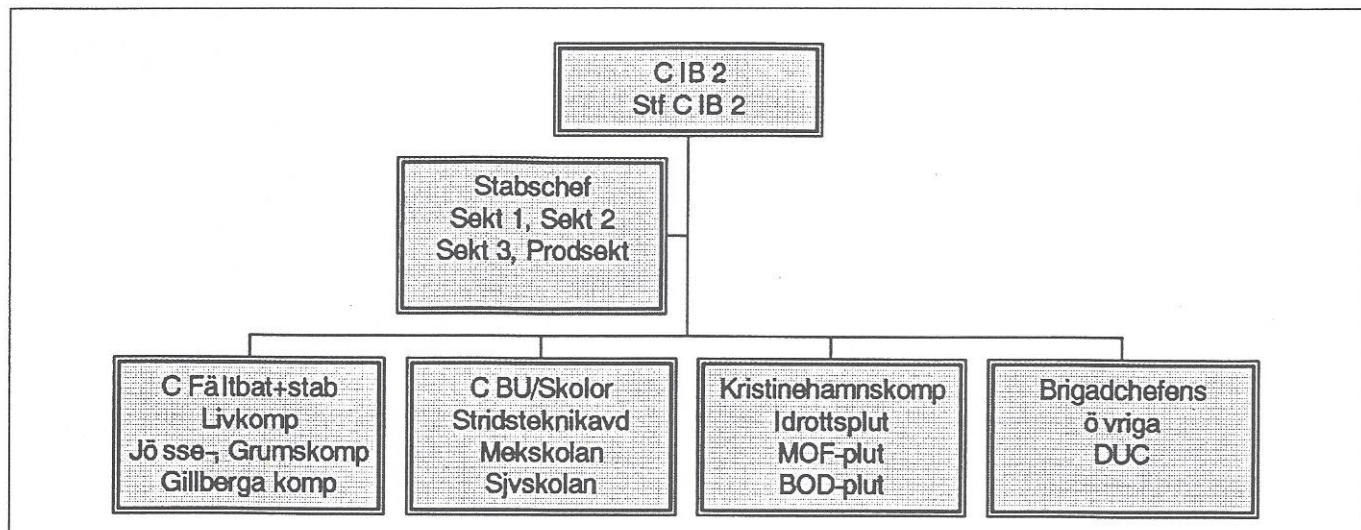 C IB 2
Stf C IB 2
Stabschef
Sekt 1, Sekt 2
Sekt 3, Prodsekt
C Fältbat+stab
Livkomp
Jösse-, Grumskomp
Gillberga komp
C BU/Skolor
Stridsteknikavd
Mekskolan
Sjvskolan
Kristinehamnskomp
Idrottsplut
MOF-plut
BOD-plut
Brigadchefens
övriga
DUC